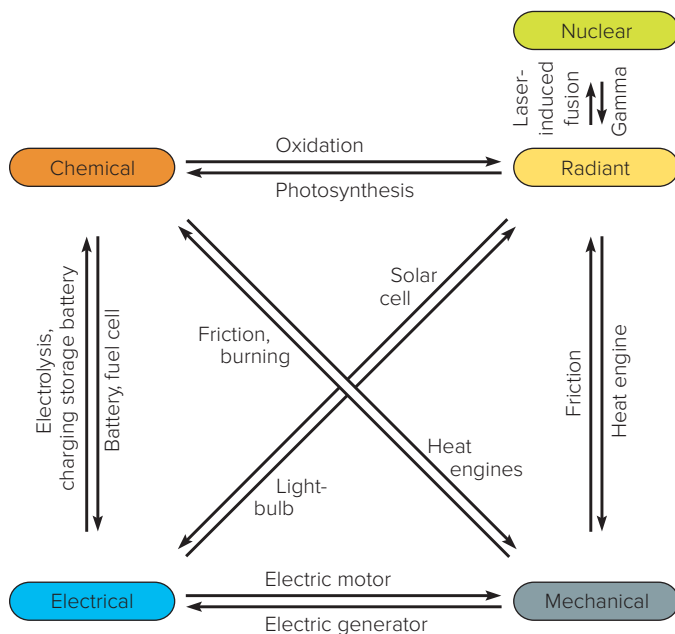 Nuclear
Laser-
induced
fusion
Gamma
Chemical
Oxidation
Photosynthesis
Radiant
Solar
cell
Friction,
burning
Electrolysis,
charging storage battery
Battery, fuel cell
Friction
Heat engine
Heat
engines
Light-
bulb
Electrical
Electric motor
Electric generator
Mechanical